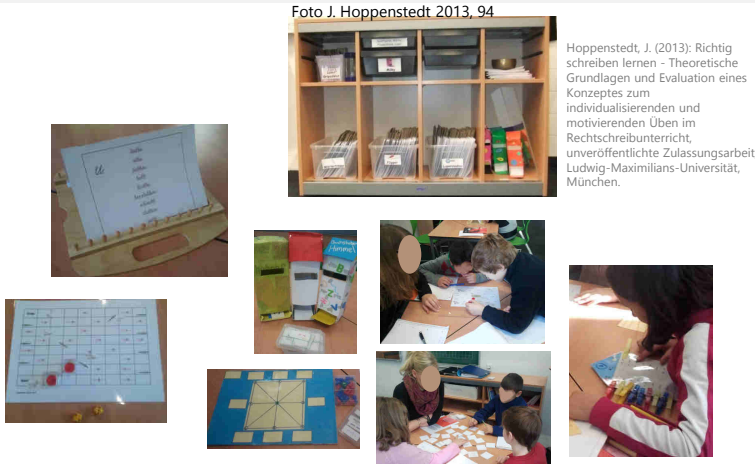 Foto J. Hoppenstedt 2013, 94
Hoppenstedt, J. (2013): Richtig
schreiben lernen - Theoretische
Grundlagen und Evaluation eines
Konzeptes zum
individualisierenden und
motivierenden Üben im
Rechtschreibunterricht,
unveröffentlichte Zulassungsarbeit
Ludwig-Maximilians-Universität,
München.